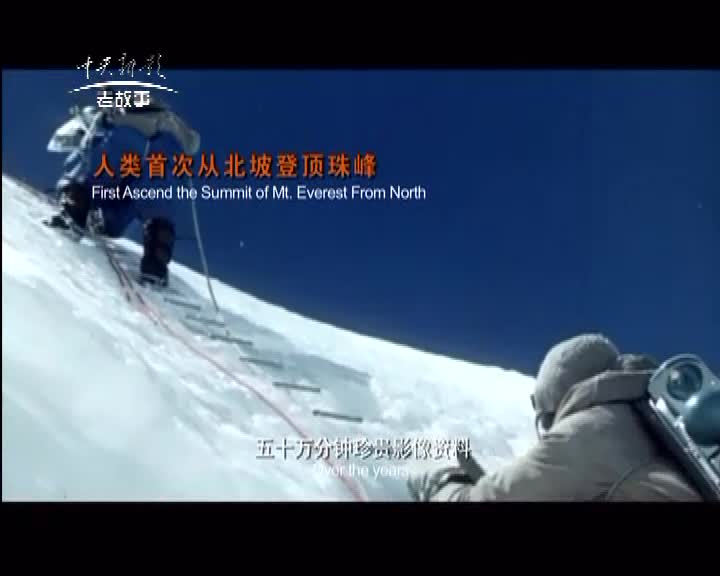 中央新影
老故事
人类首次从北坡登顶珠峰
First Ascend the Summit of Mt. Everest From North
五十万分钟珍贵影像资料
Over the years